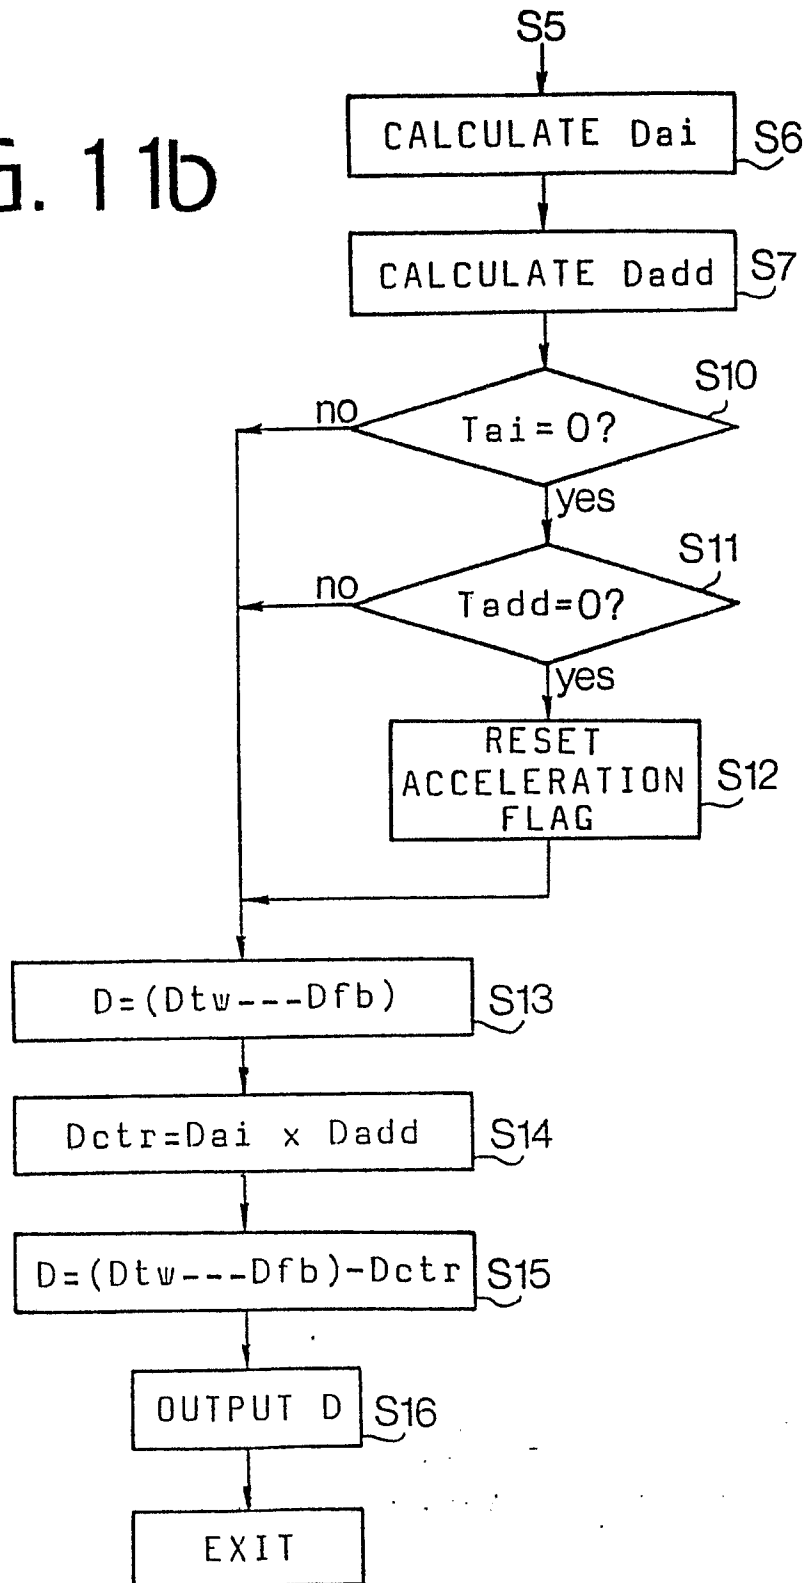 S5
CALCULATE Dai
S6
G. 11b
CALCULATE Dadd
S7
S10
no
Tai=0?
yes
S11
no
Tadd=0?
yes
RESET
ACCELERATION
FLAG
S12
D=(Dtw---Dfb)
S13
Dctr=Dai x Dadd
S14
D=(Dtw---Dfb)-Dctr
S15
OUTPUT D
S16
EXIT